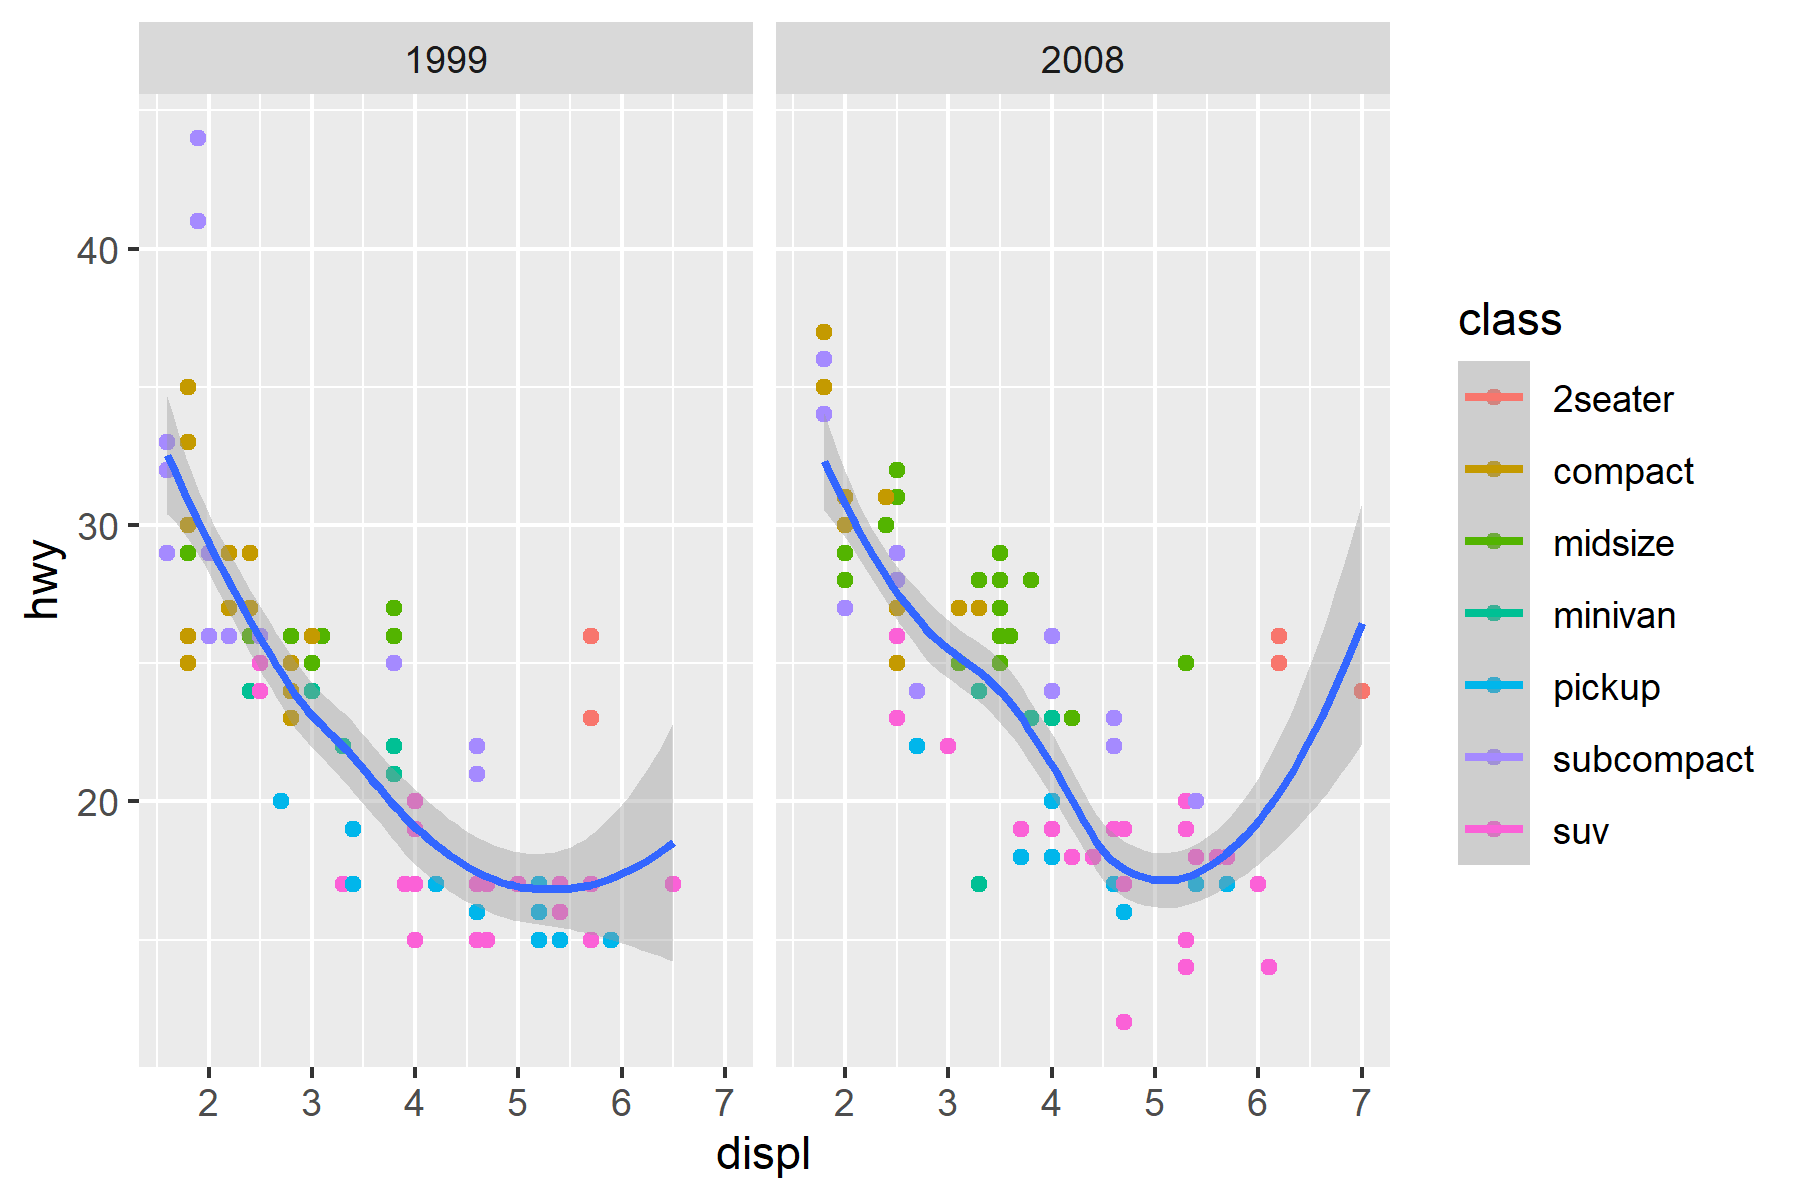 1999 2008
40
30
20
hwy
2 3 4 5 6 7 2 3 4 5 6 7
displ
class
2seater
compact
midsize
minivan
pickup
subcompact
suv